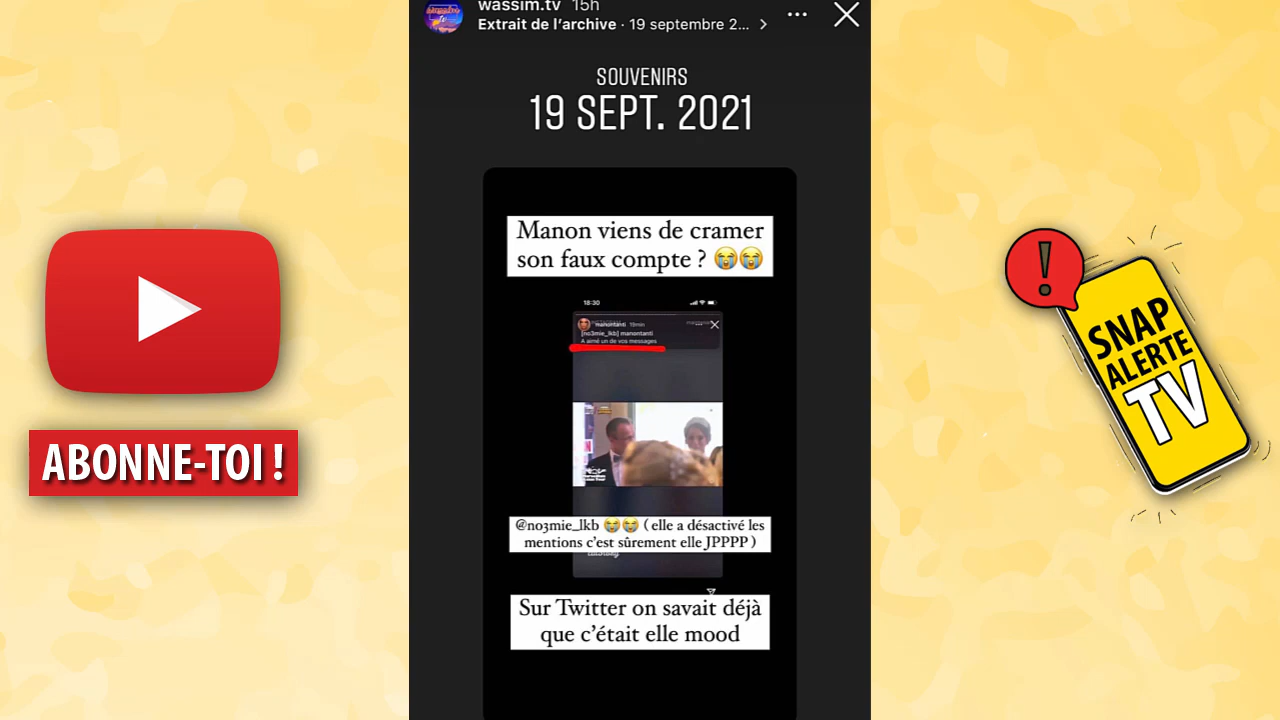 wassim.tv 15h
Extrait de l'archive · 19 septembre 2...
SOUVENIRS
19 SEPT. 2021
Manon viens de cramer
son faux compte ? 😭😭
18:30
manontanti 19min
[no3mie_lkb] manontanti
A aimé un de vos messages
@no3mie_lkb 😭😭 ( elle a désactivé les
mentions c'est sûrement elle JPPPP )
Sur Twitter on savait déjà
que c'était elle mood
ABONNE-TOI !
SNAP
ALERTE
TV